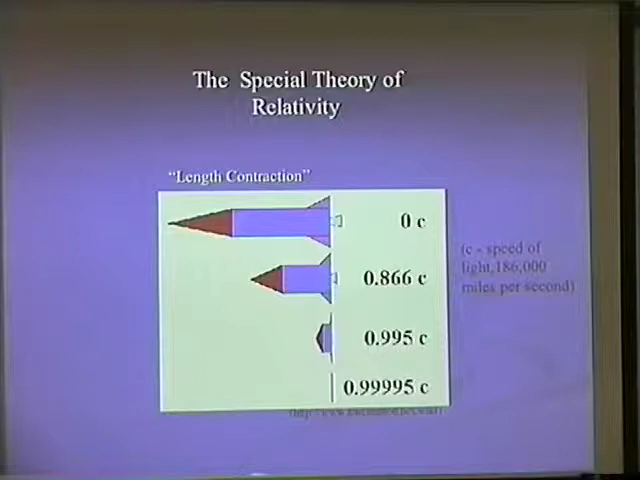 The Special Theory of
Relativity
"Length Contraction"
0 c
0.866 c
(c - speed of
light,186,000
miles per second)
0.995 c
0.99995 c